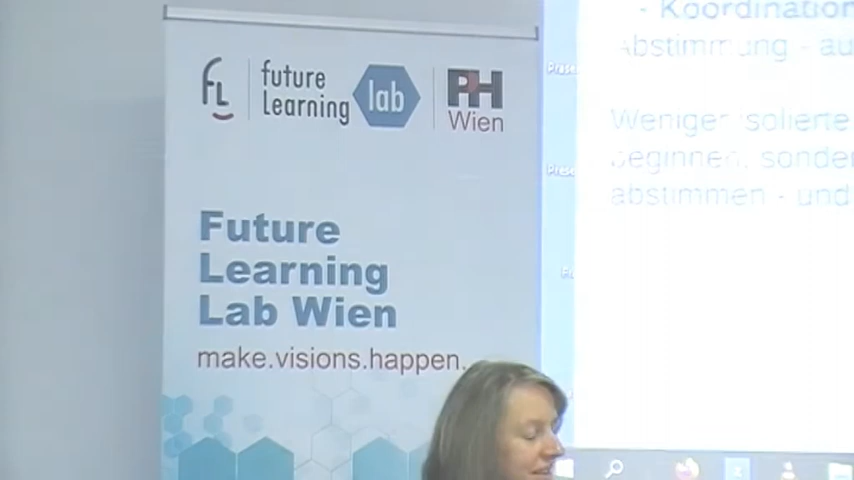 FL
future
Learning
lab
PH
Wien
Future
Learning
Lab Wien
make.visions.happen.
- Koordination
Abstimmung - au
Weniger isolierte
beginnen, sonder
abstimmen - und